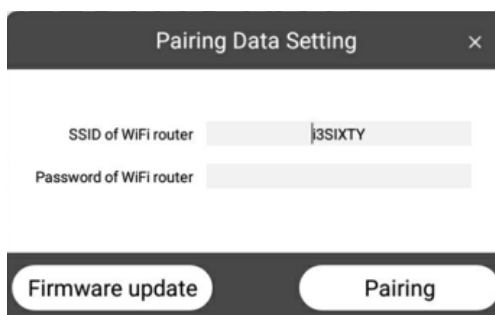 Pairing Data Setting ×
SSID of WiFi router i3SIXTY
Password of WiFi router
Firmware update Pairing